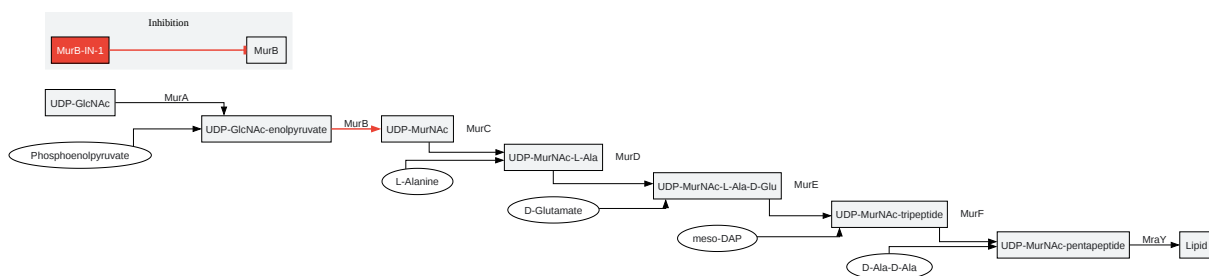 Inhibition
MurB-IN-1
MurB
UDP-GlcNAc
MurA
UDP-GlcNAc-enolpyruvate
MurB
UDP-MurNAc
MurC
Phosphoenolpyruvate
UDP-MurNAc-L-Ala
MurD
L-Alanine
UDP-MurNAc-L-Ala-D-Glu
MurE
D-Glutamate
UDP-MurNAc-tripeptide
MurF
meso-DAP
UDP-MurNAc-pentapeptide
MraY
Lipid
D-Ala-D-Ala